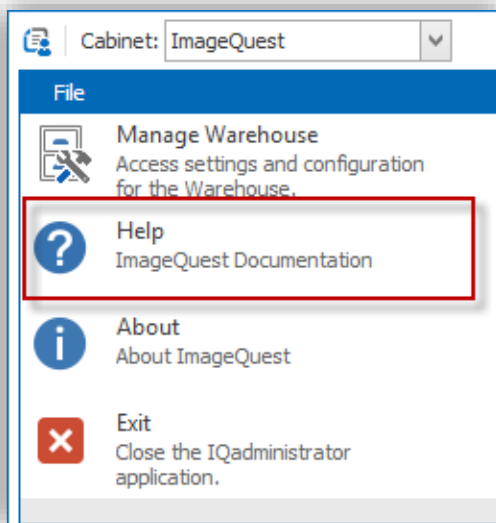 Cabinet: ImageQuest
File
Manage Warehouse
Access settings and configuration
for the Warehouse.
Help
ImageQuest Documentation
About
About ImageQuest
Exit
Close the IQadministrator
application.